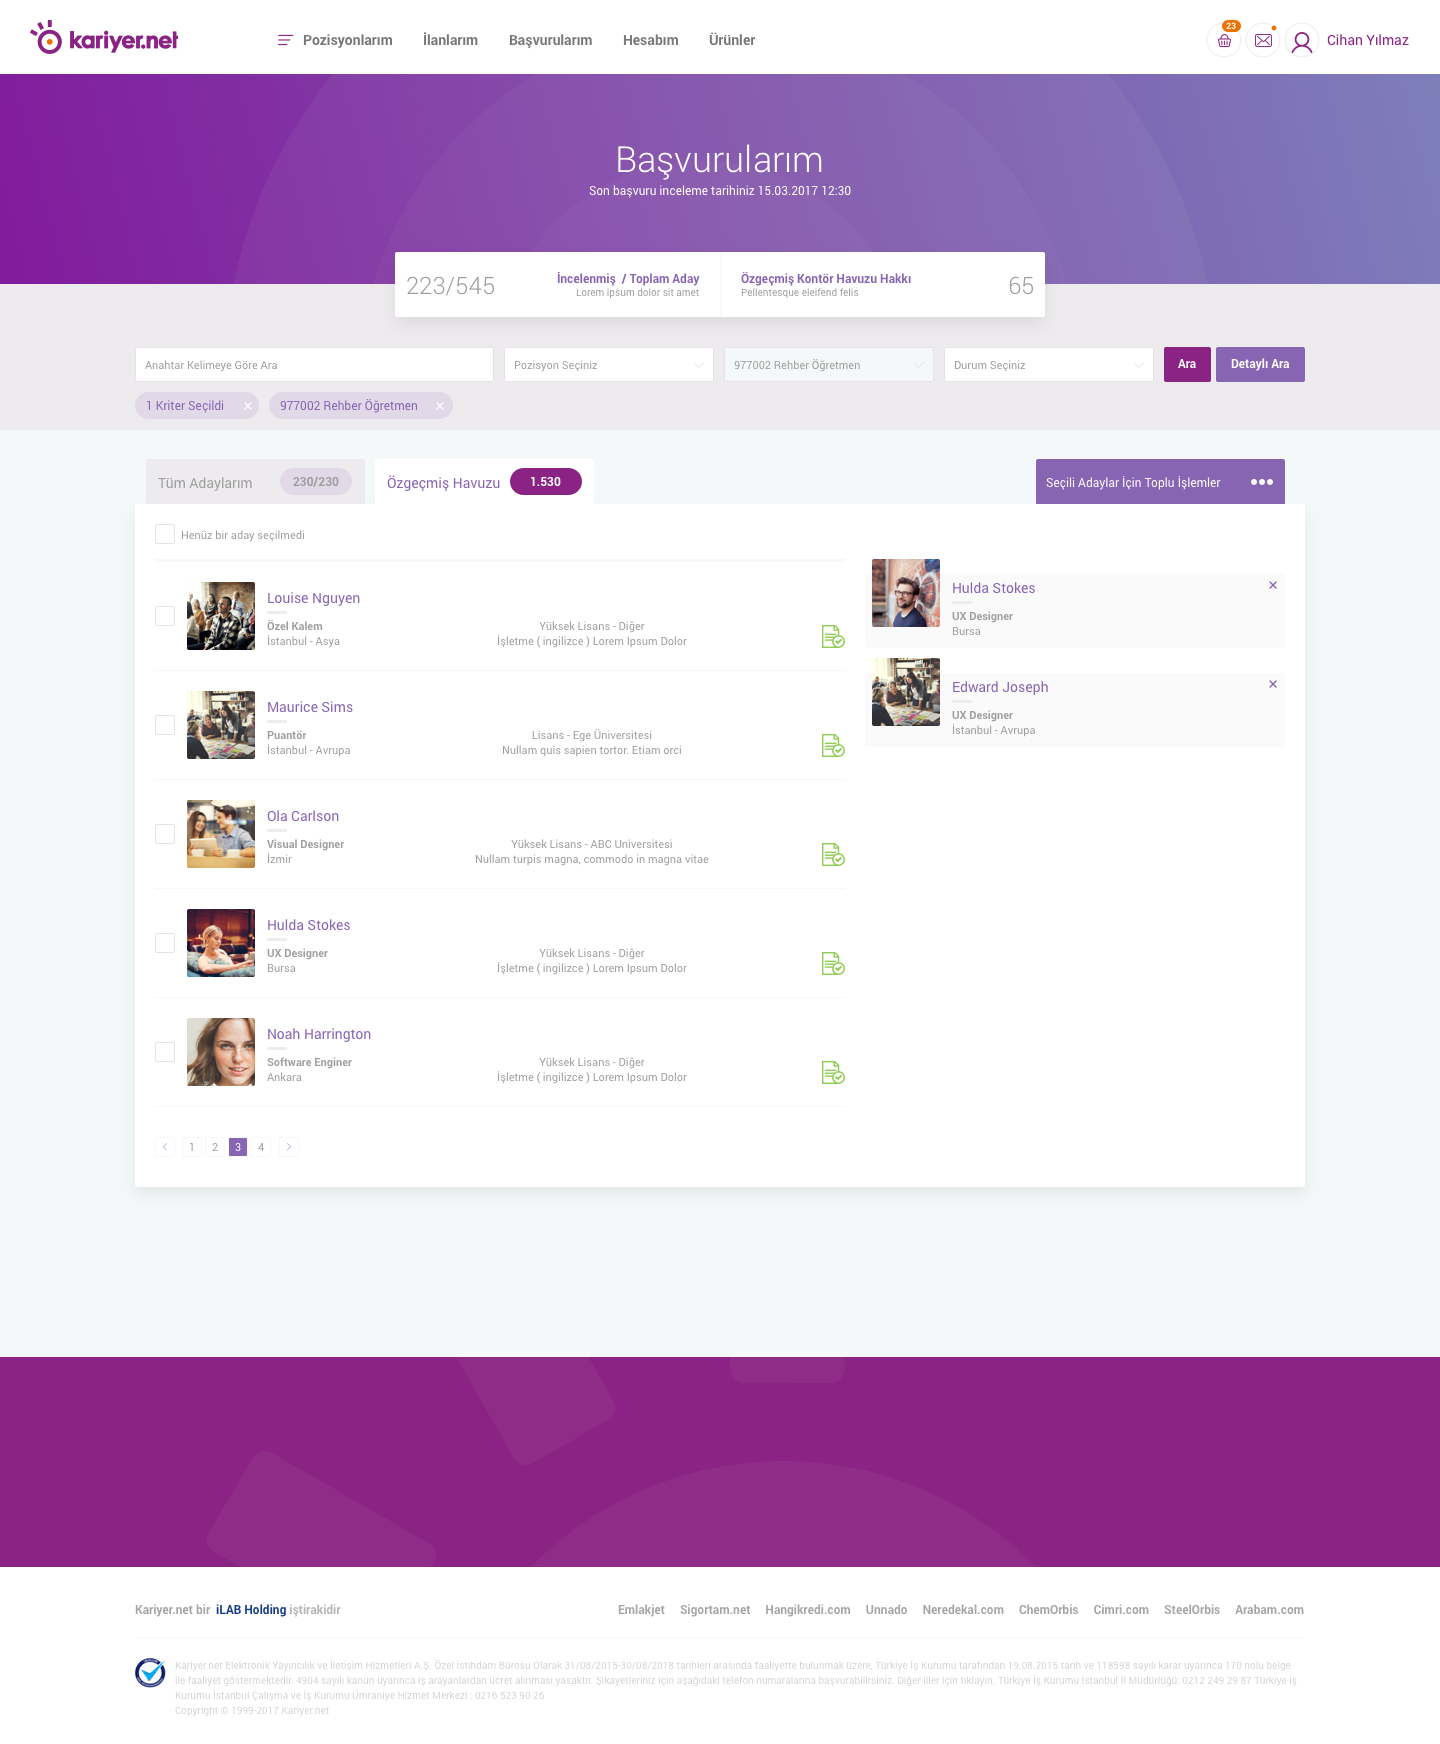 kariyer.net
Pozisyonlarım
İlanlarım
Başvurularım
Hesabım
Ürünler
23
Cihan Yılmaz
Başvurularım
Son başvuru inceleme tarihiniz 15.03.2017 12:30
223/545
İncelenmiş / Toplam Aday
Lorem ipsum dolor sit amet
Özgeçmiş Kontör Havuzu Hakkı
Pellentesque eleifend felis
65
Anahtar Kelimeye Göre Ara
Pozisyon Seçiniz
977002 Rehber Öğretmen
Durum Seçiniz
Ara
Detaylı Ara
1 Kriter Seçildi
977002 Rehber Öğretmen
Tüm Adaylarım
230/230
Özgeçmiş Havuzu
1.530
Seçili Adaylar İçin Toplu İşlemler
Henüz bir aday seçilmedi
Louise Nguyen
Özel Kalem
İstanbul - Asya
Yüksek Lisans - Diğer
İşletme ( ingilizce ) Lorem Ipsum Dolor
Maurice Sims
Puantör
İstanbul - Avrupa
Lisans - Ege Üniversitesi
Nullam quis sapien tortor. Etiam orci
Ola Carlson
Visual Designer
İzmir
Yüksek Lisans - ABC Universitesi
Nullam turpis magna, commodo in magna vitae
Hulda Stokes
UX Designer
Bursa
Yüksek Lisans - Diğer
İşletme ( ingilizce ) Lorem Ipsum Dolor
Noah Harrington
Software Enginer
Ankara
Yüksek Lisans - Diğer
İşletme ( ingilizce ) Lorem Ipsum Dolor
Hulda Stokes
UX Designer
Bursa
Edward Joseph
UX Designer
İstanbul - Avrupa
1 2 3 4
Kariyer.net bir iLAB Holding iştirakidir
Emlakjet
Sigortam.net
Hangikredi.com
Unnado
Neredekal.com
ChemOrbis
Cimri.com
SteelOrbis
Arabam.com
Kariyer.net Elektronik Yayıncılık ve İletişim Hizmetleri A.Ş. Özel İstihdam Bürosu Olarak 31/08/2015-30/08/2018 tarihleri arasında faaliyette bulunmak üzere, Türkiye İş Kurumu tarafından 19.08.2015 tarih ve 118598 sayılı karar uyarınca 170 nolu belge
ile faaliyet göstermektedir. 4904 sayılı kanun uyarınca iş arayanlardan ücret alınması yasaktır. Şikayetleriniz için aşağıdaki telefon numaralarına başvurabilirsiniz. Diğer iller için tıklayın. Türkiye İş Kurumu İstanbul İl Müdürlüğü: 0212 249 29 87 Türkiye iş
Kurumu İstanbul Çalışma ve İş Kurumu Ümraniye Hizmet Merkezi : 0216 523 90 26
Copyright © 1999-2017 Kariyer.net